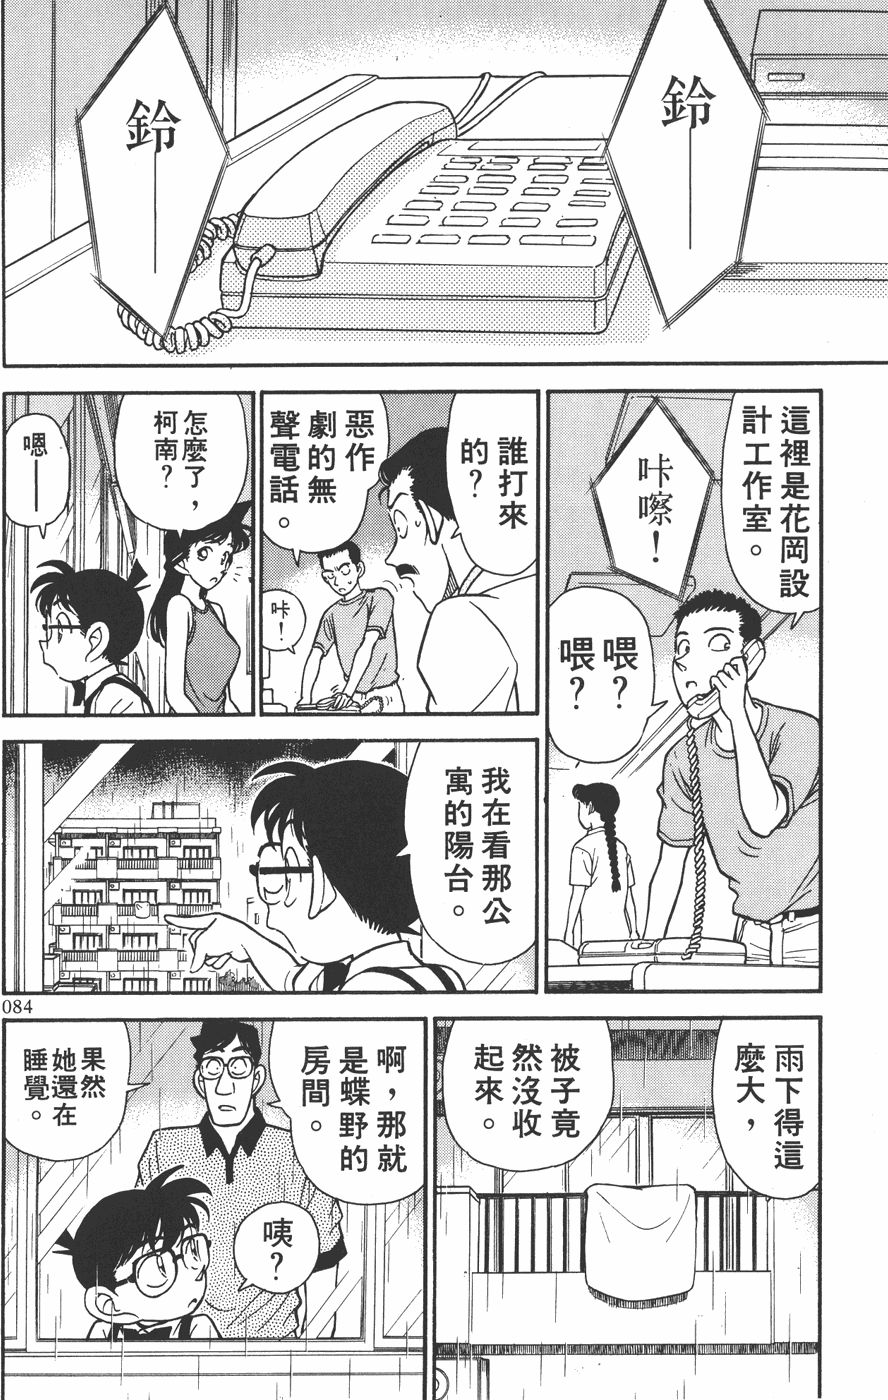 鈴——
鈴——
這裡是花岡設
計工作室。
咔嚓！
喂？
喂？
誰打來
的？
惡作
劇的無
聲電話。
咔！
怎麼了，
柯南？
嗯——
我在看那公
寓的陽台。
084
雨下得這
麼大，
被子竟
然沒收
起來。
啊，那就
是蝶野的
房間。
咦？
果然
她還在
睡覺。